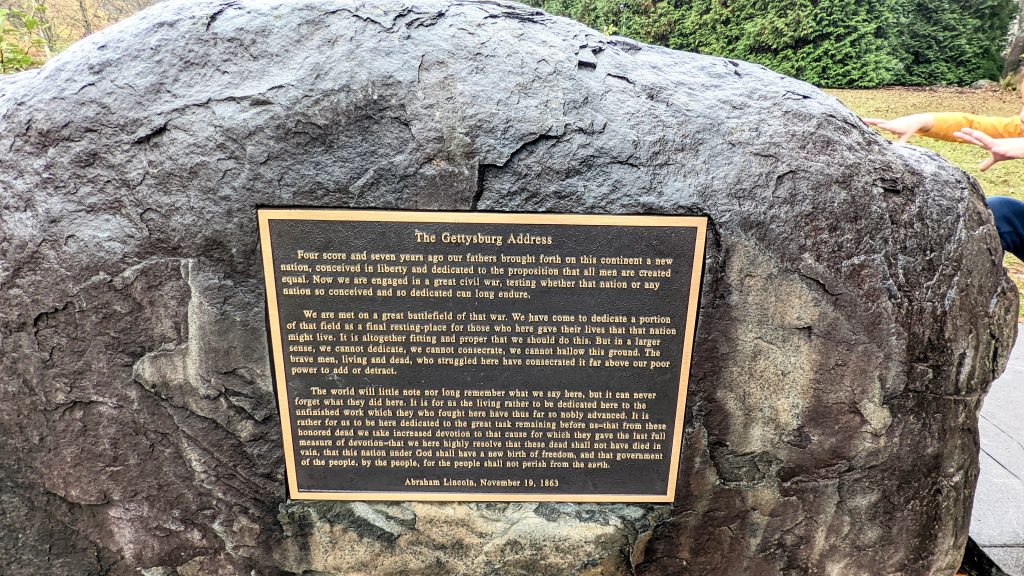 The Gettysburg Address
Four score and seven years ago our fathers brought forth on this continent a new
nation, conceived in liberty and dedicated to the proposition that all men are created
equal. Now we are engaged in a great civil war, testing whether that nation or any
nation so conceived and so dedicated can long endure.
We are met on a great battlefield of that war. We have come to dedicate a portion
of that field as a final resting-place for those who here gave their lives that that nation
might live. It is altogether fitting and proper that we should do this. But in a larger
sense, we cannot dedicate, we cannot consecrate, we cannot hallow this ground. The
brave men, living and dead, who struggled here have consecrated it far above our poor
power to add or detract.
The world will little note nor long remember what we say here, but it can never
forget what they did here. It is for us the living rather to be dedicated here to the
unfinished work which they who fought here have thus far so nobly advanced. It is
rather for us to be here dedicated to the great task remaining before us–that from these
honored dead we take increased devotion to that cause for which they gave the last full
measure of devotion–that we here highly resolve that these dead shall not have died in
vain, that this nation under God shall have a new birth of freedom, and that government
of the people, by the people, for the people shall not perish from the earth.
Abraham Lincoln, November 19, 1863